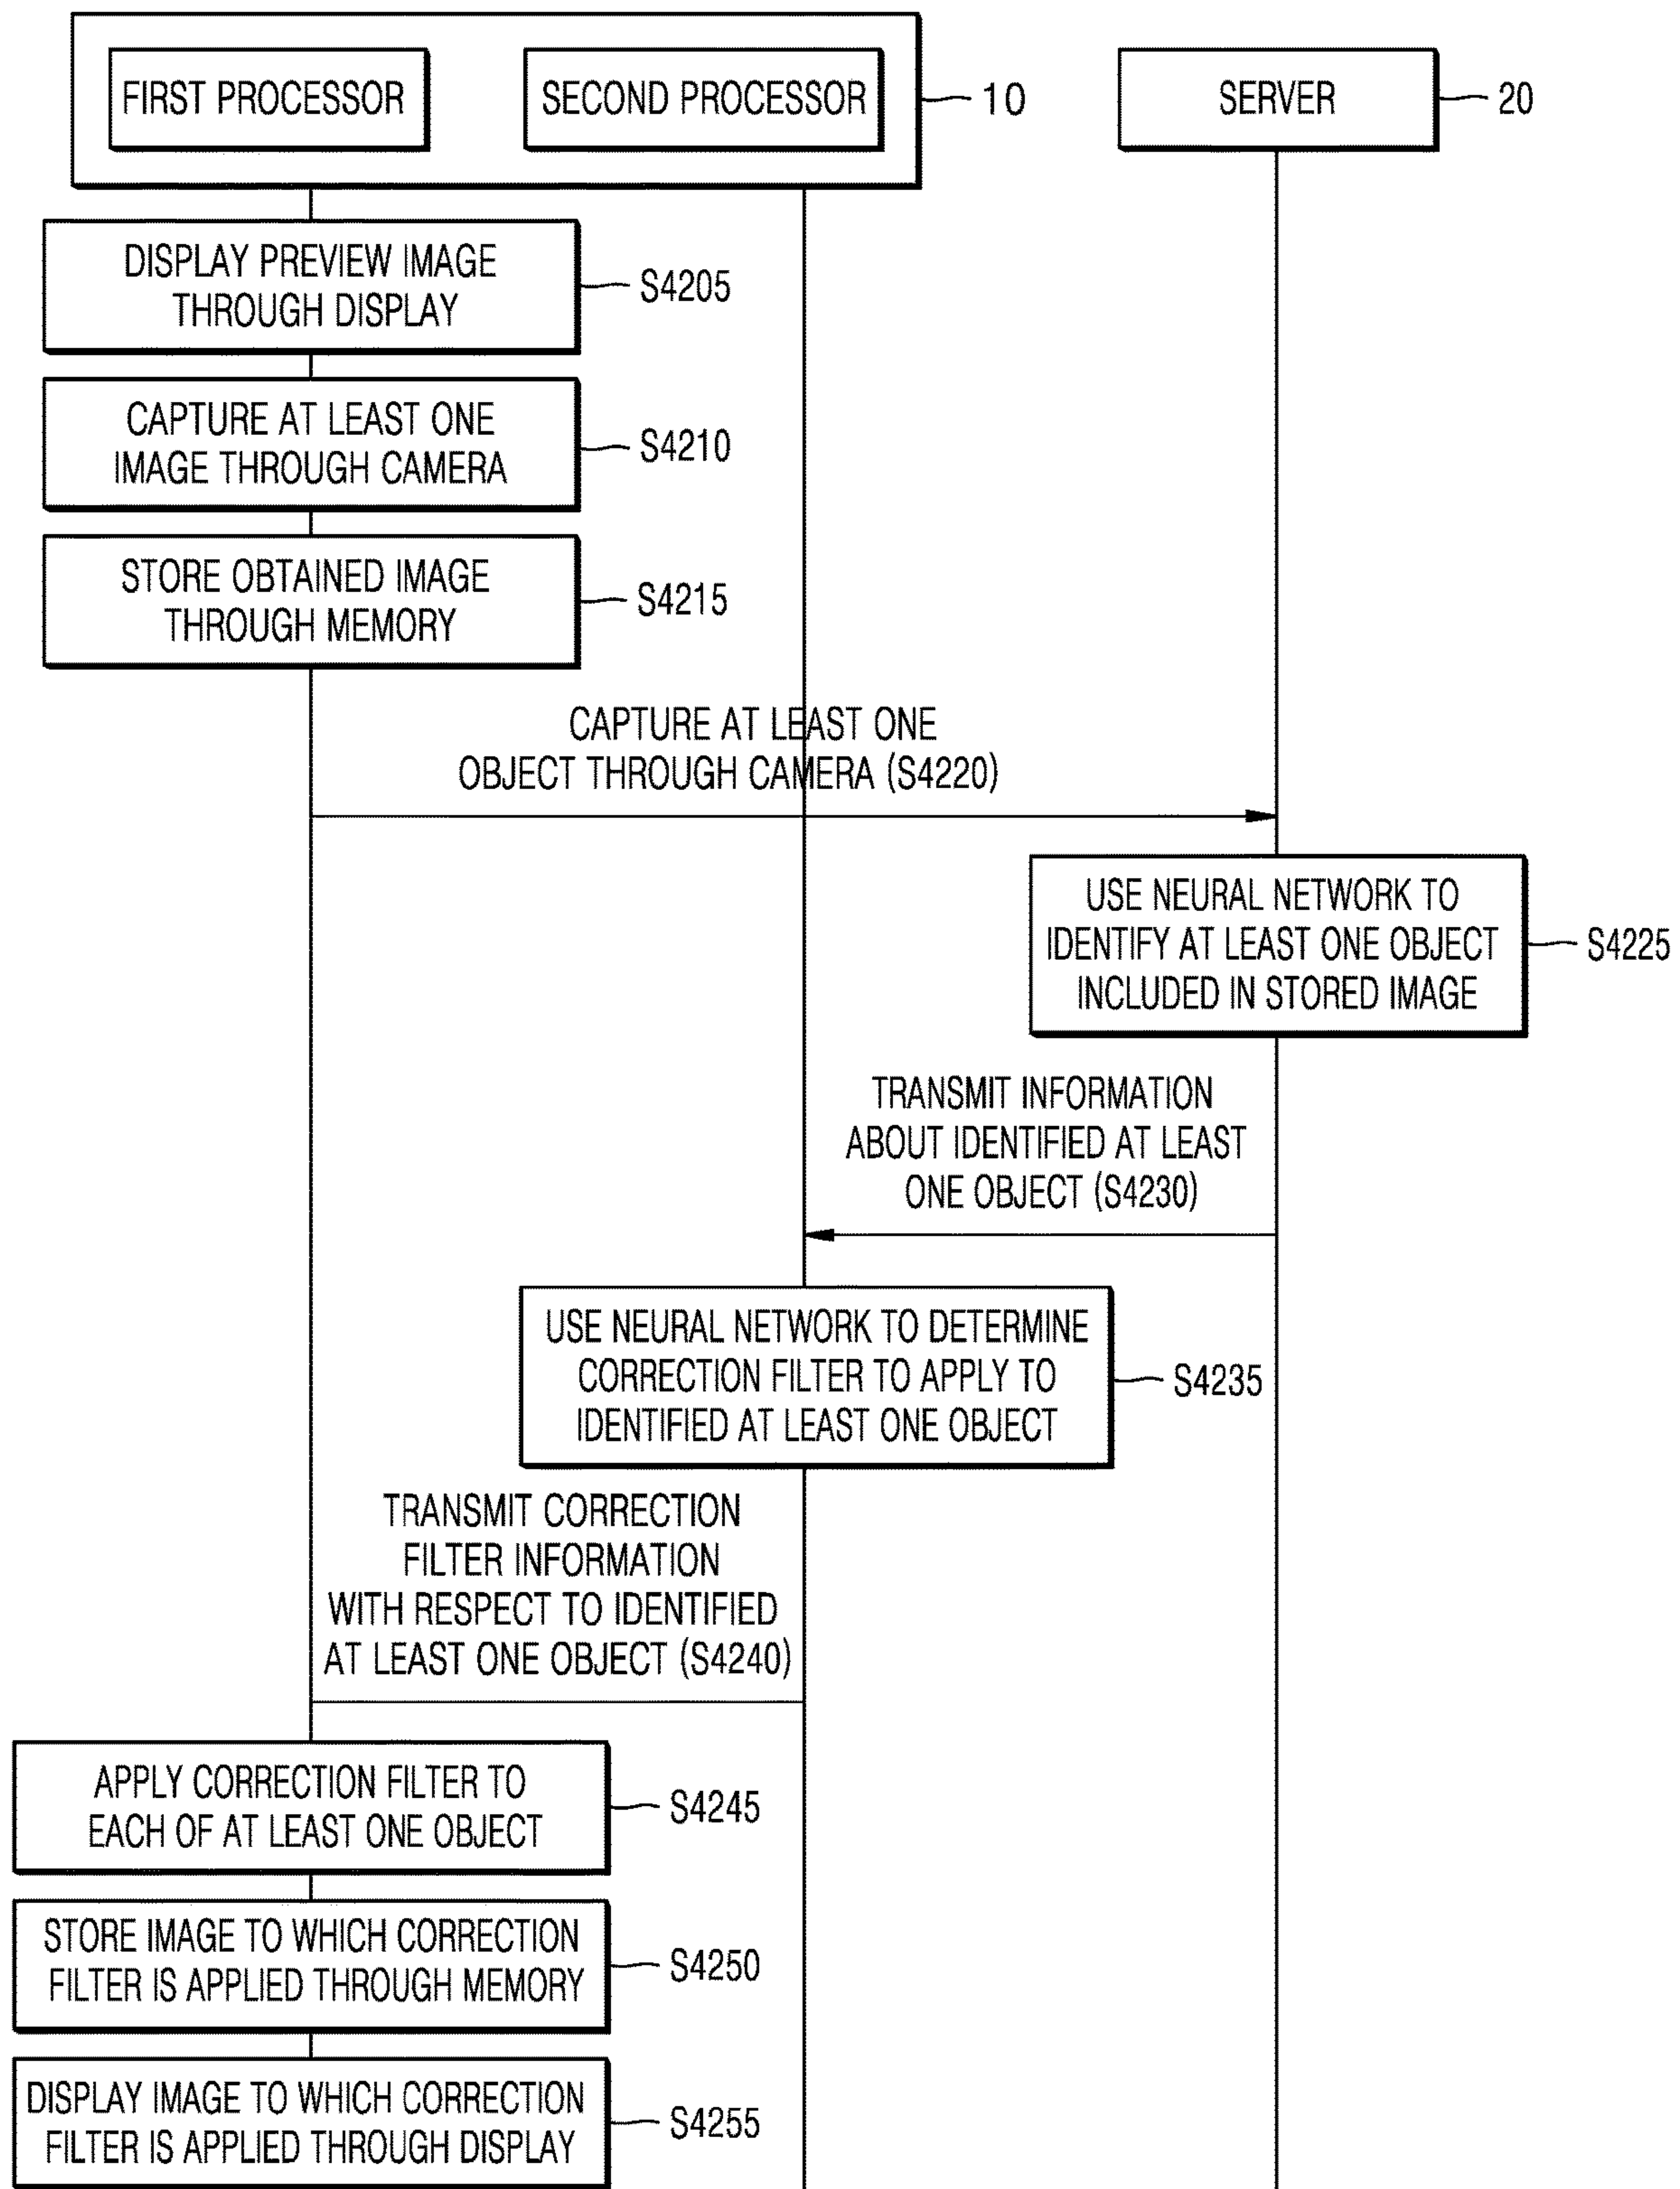 FIRST PROCESSOR
SECOND PROCESSOR
10
SERVER
20
DISPLAY PREVIEW IMAGE
THROUGH DISPLAY
S4205
CAPTURE AT LEAST ONE
IMAGE THROUGH CAMERA
S4210
STORE OBTAINED IMAGE
THROUGH MEMORY
S4215
CAPTURE AT LEAST ONE
OBJECT THROUGH CAMERA (S4220)
USE NEURAL NETWORK TO
IDENTIFY AT LEAST ONE OBJECT
INCLUDED IN STORED IMAGE
S4225
TRANSMIT INFORMATION
ABOUT IDENTIFIED AT LEAST
ONE OBJECT (S4230)
USE NEURAL NETWORK TO DETERMINE
CORRECTION FILTER TO APPLY TO
IDENTIFIED AT LEAST ONE OBJECT
S4235
TRANSMIT CORRECTION
FILTER INFORMATION
WITH RESPECT TO IDENTIFIED
AT LEAST ONE OBJECT (S4240)
APPLY CORRECTION FILTER TO
EACH OF AT LEAST ONE OBJECT
S4245
STORE IMAGE TO WHICH CORRECTION
FILTER IS APPLIED THROUGH MEMORY
S4250
DISPLAY IMAGE TO WHICH CORRECTION
FILTER IS APPLIED THROUGH DISPLAY
S4255